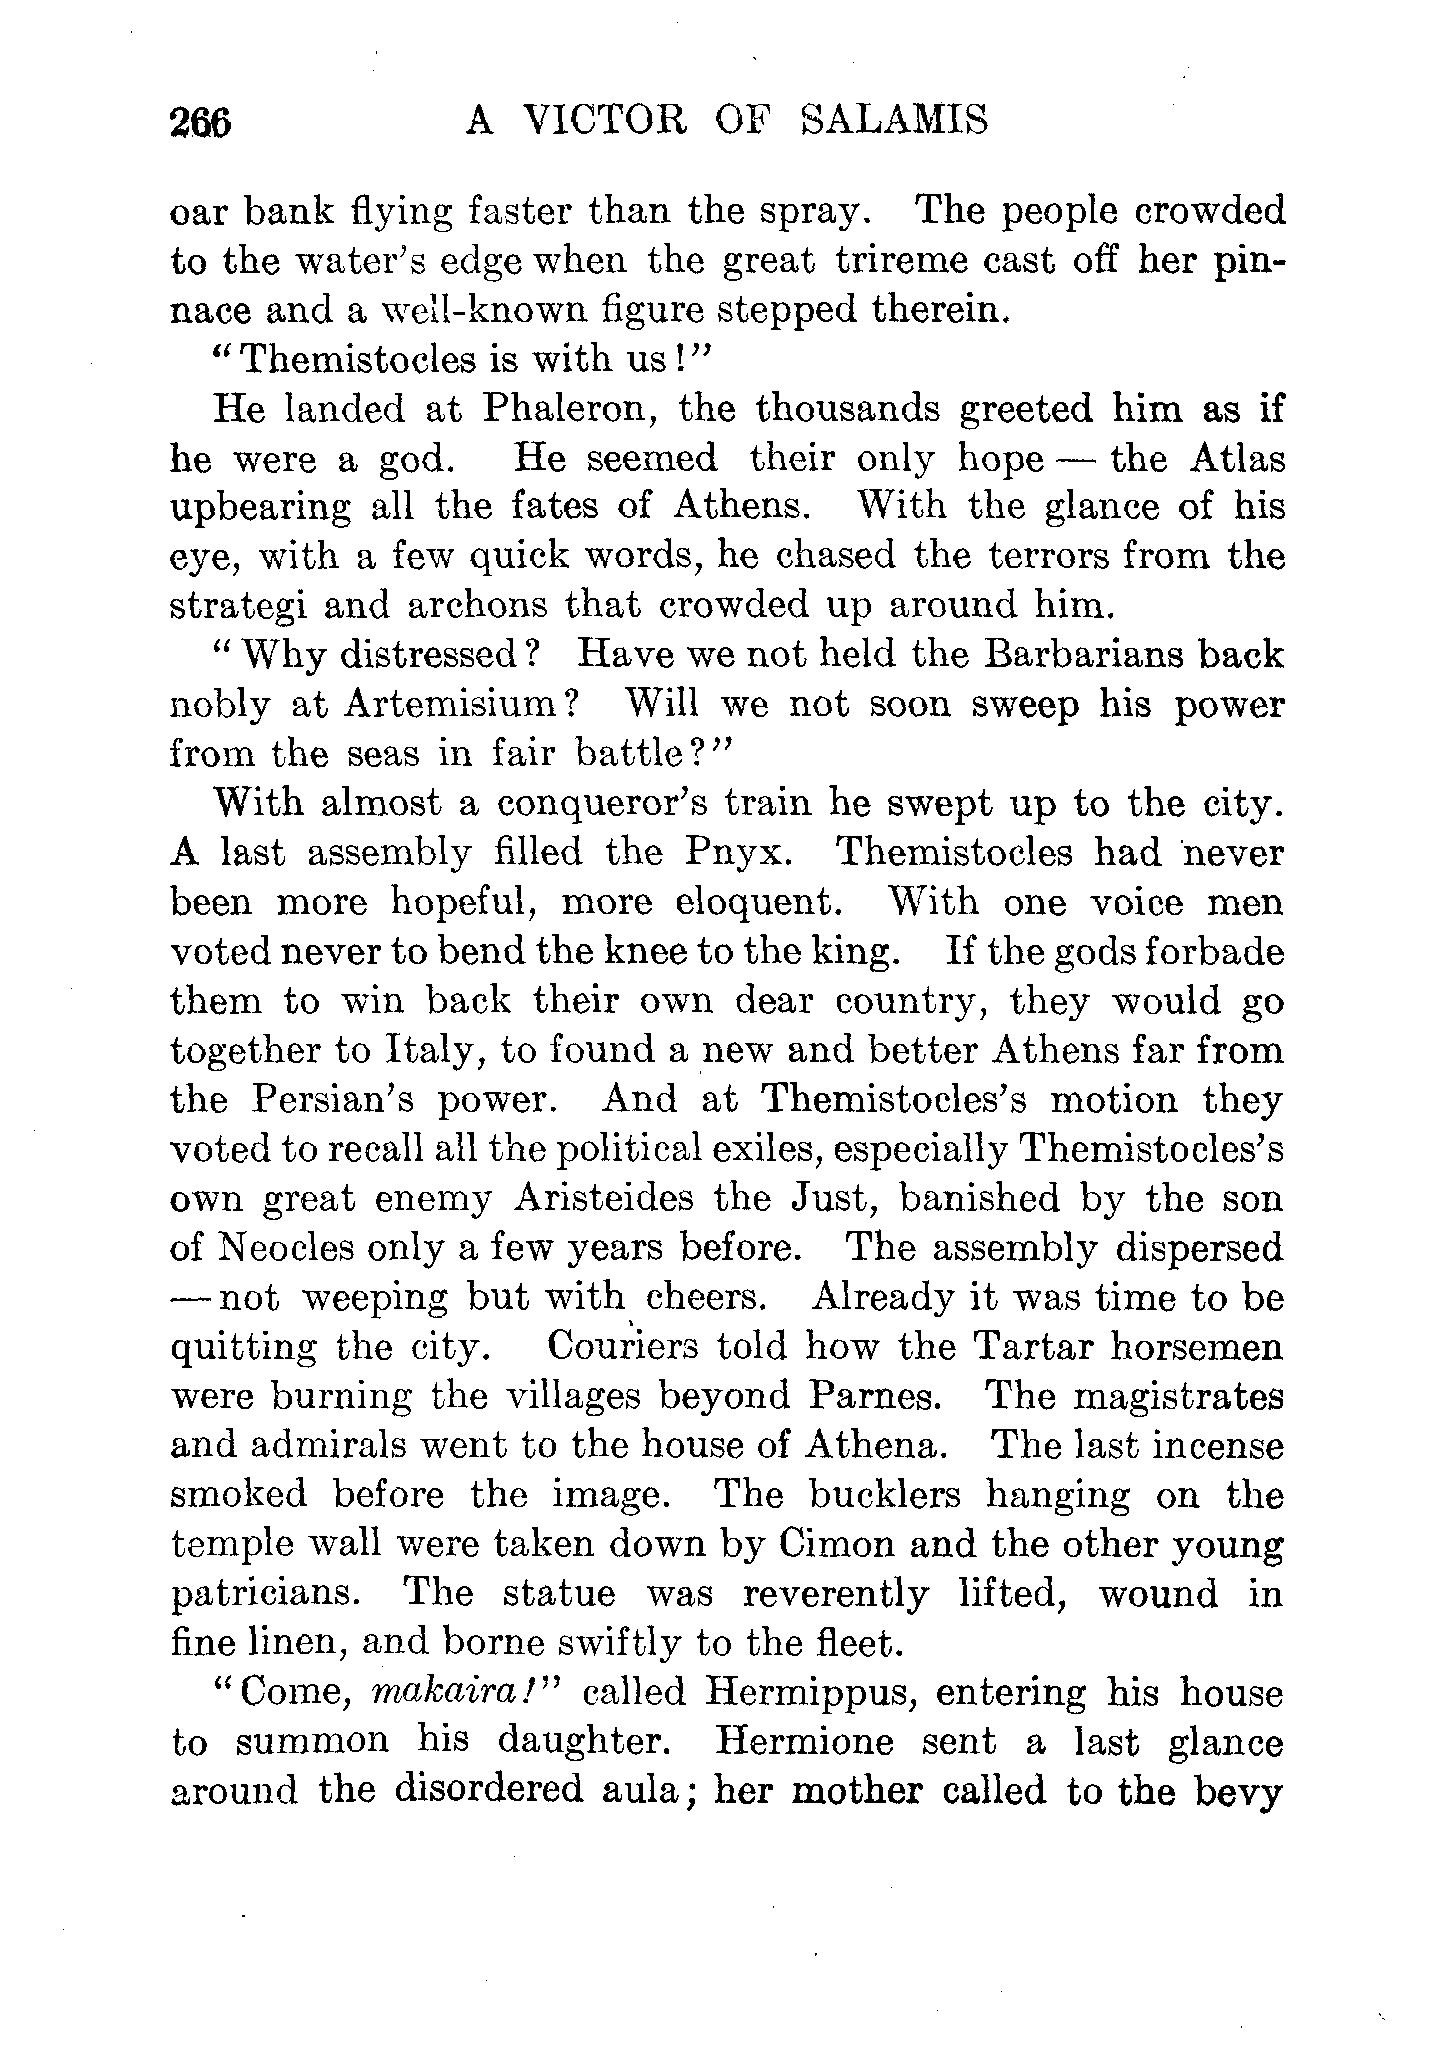 266 A VICTOR OF SALAMIS
oar bank flying faster than the spray. The people crowded
to the water's edge when the great trireme cast off her pin-
nace and a well-known figure stepped therein.
"Themistocles is with us!"
He landed at Phaleron, the thousands greeted him as if
he were a god. He seemed their only hope — the Atlas
upbearing all the fates of Athens. With the glance of his
eye, with a few quick words, he chased the terrors from the
strategi and archons that crowded up around him.
"Why distressed? Have we not held the Barbarians back
nobly at Artemisium? Will we not soon sweep his power
from the seas in fair battle?"
With almost a conqueror's train he swept up to the city.
A last assembly filled the Pnyx. Themistocles had never
been more hopeful, more eloquent. With one voice men
voted never to bend the knee to the king. If the gods forbade
them to win back their own dear country, they would go
together to Italy, to found a new and better Athens far from
the Persian's power. And at Themistocles's motion they
voted to recall all the political exiles, especially Themistocles's
own great enemy Aristeides the Just, banished by the son
of Neocles only a few years before. The assembly dispersed
— not weeping but with cheers. Already it was time to be
quitting the city. Couriers told how the Tartar horsemen
were burning the villages beyond Parnes. The magistrates
and admirals went to the house of Athena. The last incense
smoked before the image. The bucklers hanging on the
temple wall were taken down by Cimon and the other young
patricians. The statue was reverently lifted, wound in
fine linen, and borne swiftly to the fleet.
"Come, makaira!" called Hermippus, entering his house
to summon his daughter. Hermione sent a last glance
around the disordered aula; her mother called to the bevy